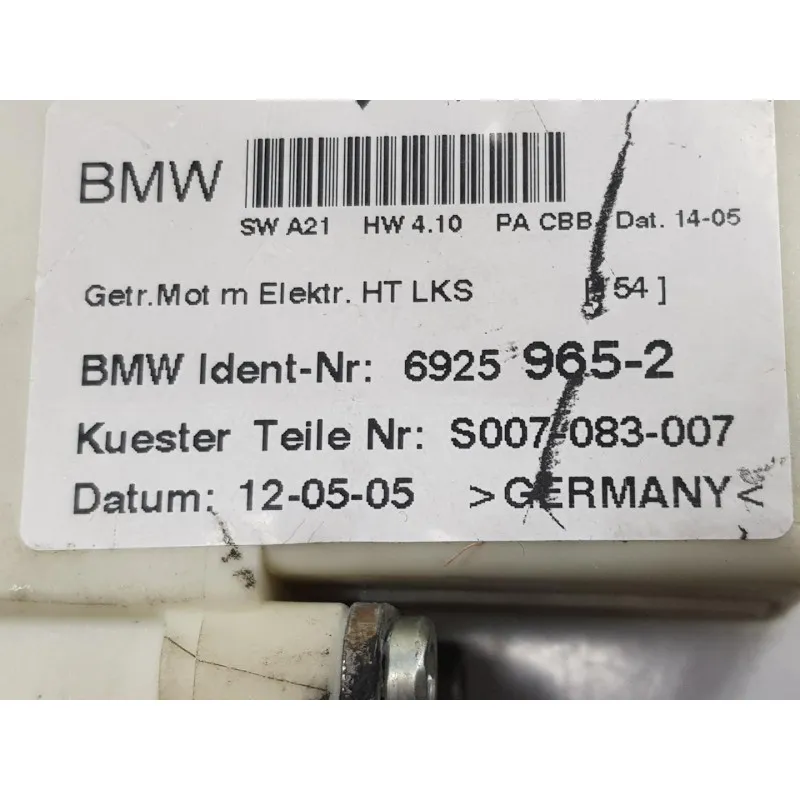 BMW
SW A21 HW 4.10 PA CBB Dat. 14-05
Getr.Mot m Elektr. HT LKS 54 ]
BMW Ident-Nr: 6925 965-2
Kuester Teile Nr: S007-083-007
Datum: 12-05-05 >GERMANY<